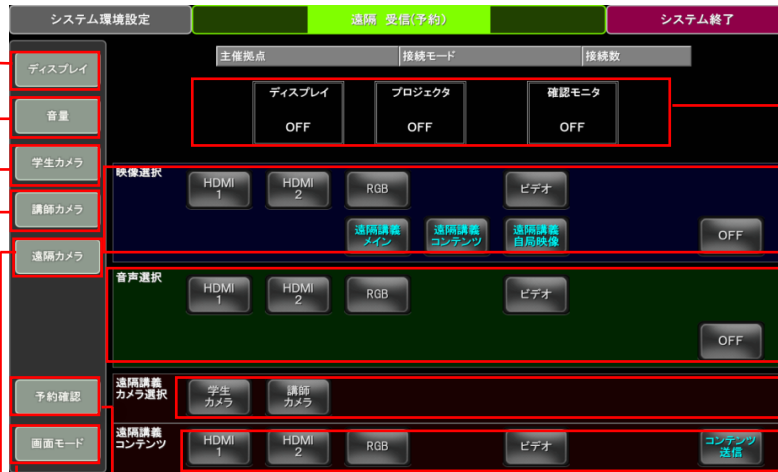 システム環境設定
遠隔 受信(予約)
システム終了
主催拠点
接続モード
接続数
ディスプレイ
音量
学生カメラ
講師カメラ
遠隔カメラ
予約確認
画面モード
ディスプレイ
OFF
プロジェクタ
OFF
確認モニタ
OFF
映像選択
HDMI
1
HDMI
2
RGB
ビデオ
遠隔講義
メイン
遠隔講義
コンテンツ
遠隔講義
自局映像
OFF
音声選択
HDMI
1
HDMI
2
RGB
ビデオ
OFF
遠隔講義
カメラ選択
学生
カメラ
講師
カメラ
遠隔講義
コンテンツ
HDMI
1
HDMI
2
RGB
ビデオ
コンテンツ
送信